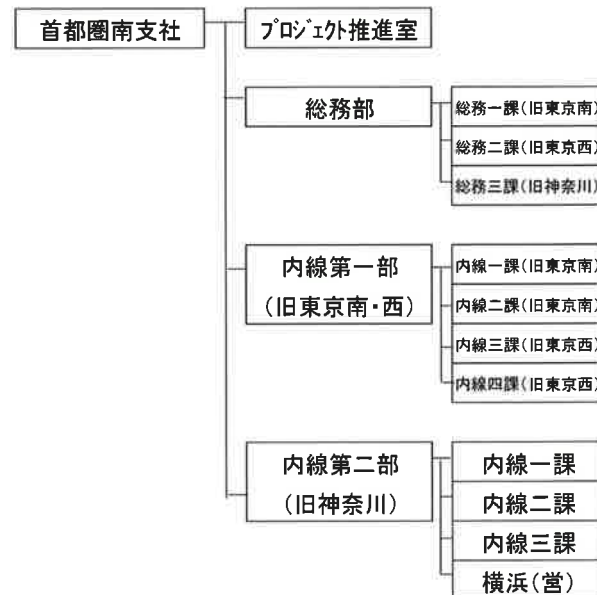 首都圏南支社
プロジェクト推進室
総務部
総務一課(旧東京南)
総務二課(旧東京西)
総務三課(旧神奈川)
内線第一部
(旧東京南・西)
内線一課(旧東京南)
内線二課(旧東京南)
内線三課(旧東京西)
内線四課(旧東京西)
内線第二部
(旧神奈川)
内線一課
内線二課
内線三課
横浜(営)